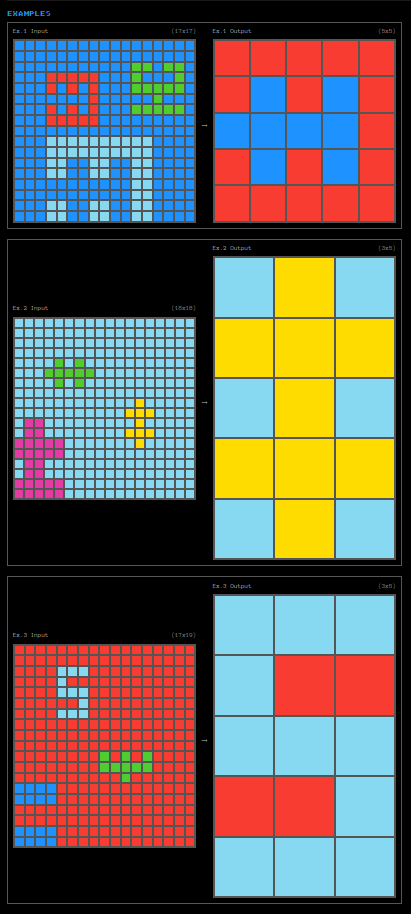 EXAMPLES
Ex.1 Input (17x17) Ex.1 Output (5x5)
→
Ex.2 Input (18x18) Ex.2 Output (3x5)
→
Ex.3 Input (17x19) Ex.3 Output (3x5)
→